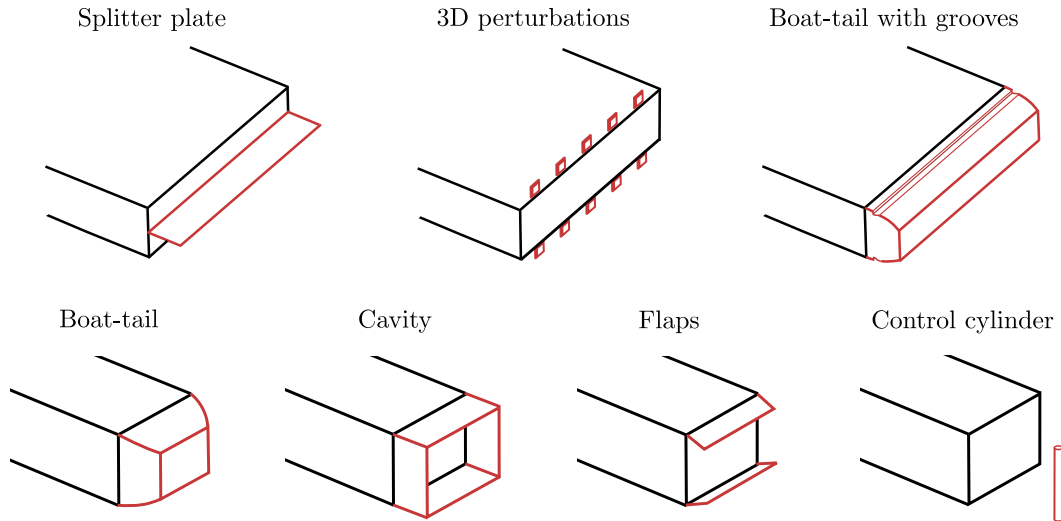 Splitter plate
3D perturbations
Boat-tail with grooves
Boat-tail
Cavity
Flaps
Control cylinder